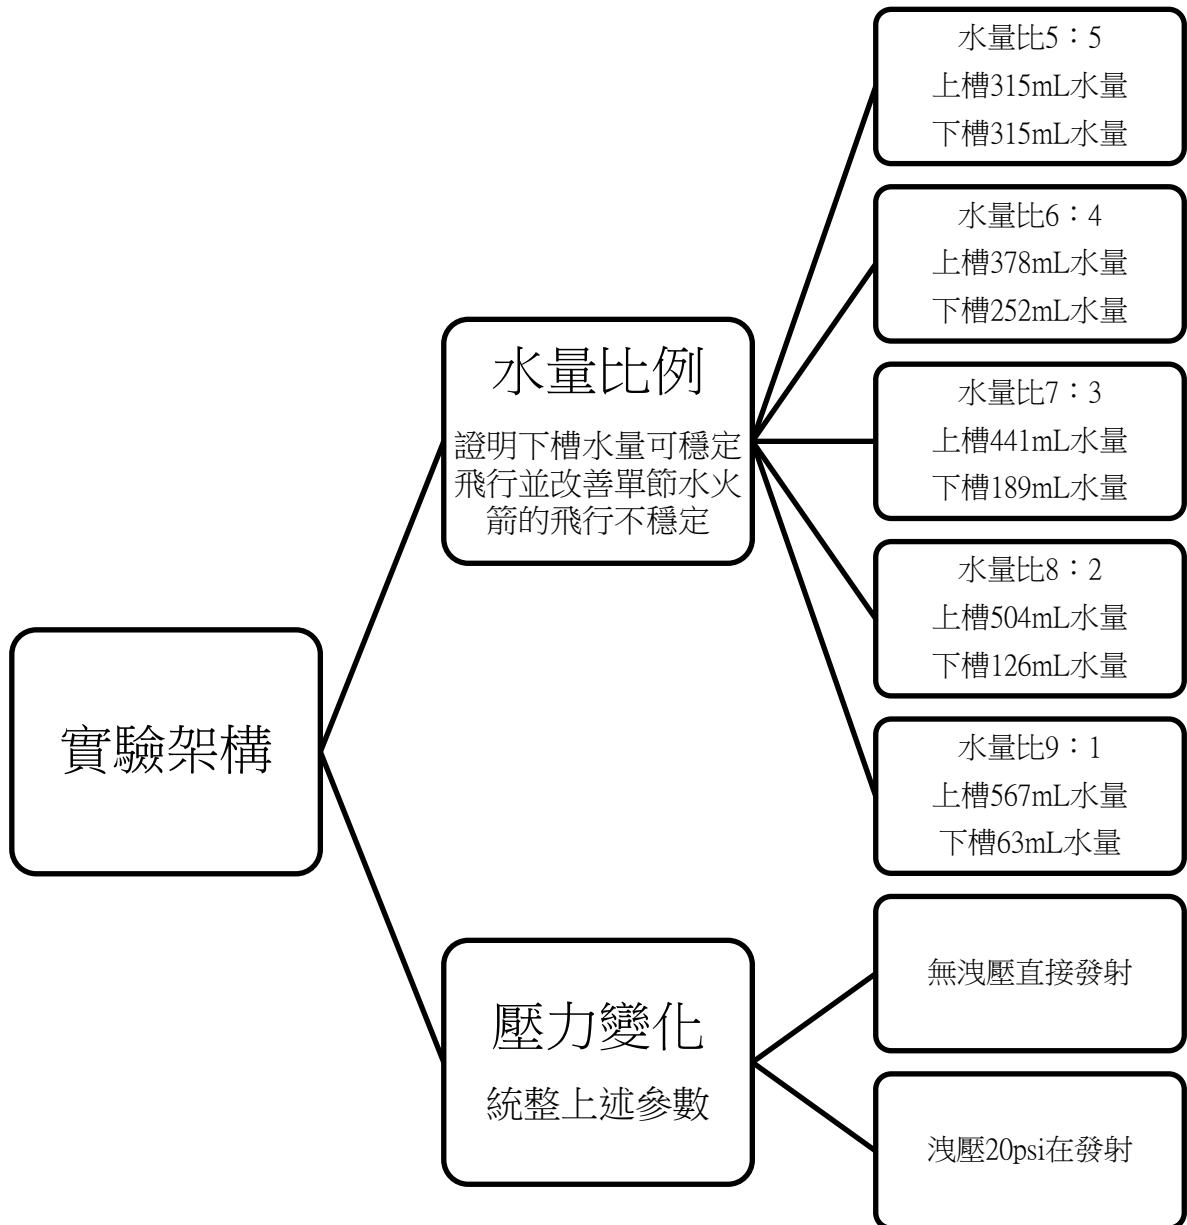 實驗架構
水量比例
證明下槽水量可穩定
飛行並改善單節水火
箭的飛行不穩定
水量比5：5
上槽315mL水量
下槽315mL水量
水量比6：4
上槽378mL水量
下槽252mL水量
水量比7：3
上槽441mL水量
下槽189mL水量
水量比8：2
上槽504mL水量
下槽126mL水量
水量比9：1
上槽567mL水量
下槽63mL水量
壓力變化
統整上述參數
無洩壓直接發射
洩壓20psi在發射